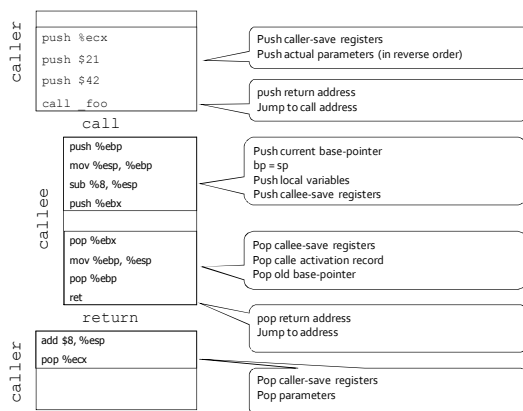 caller
push %ecx
push $21
push $42
call _foo
Push caller-save registers
Push actual parameters (in reverse order)
push return address
Jump to call address
call
callee
push %ebp
mov %esp, %ebp
sub %8, %esp
push %ebx
Push current base-pointer
bp = sp
Push local variables
Push callee-save registers
pop %ebx
mov %ebp, %esp
pop %ebp
ret
Pop callee-save registers
Pop calle activation record
Pop old base-pointer
pop return address
Jump to address
return
caller
add $8, %esp
pop %ecx
Pop caller-save registers
Pop parameters